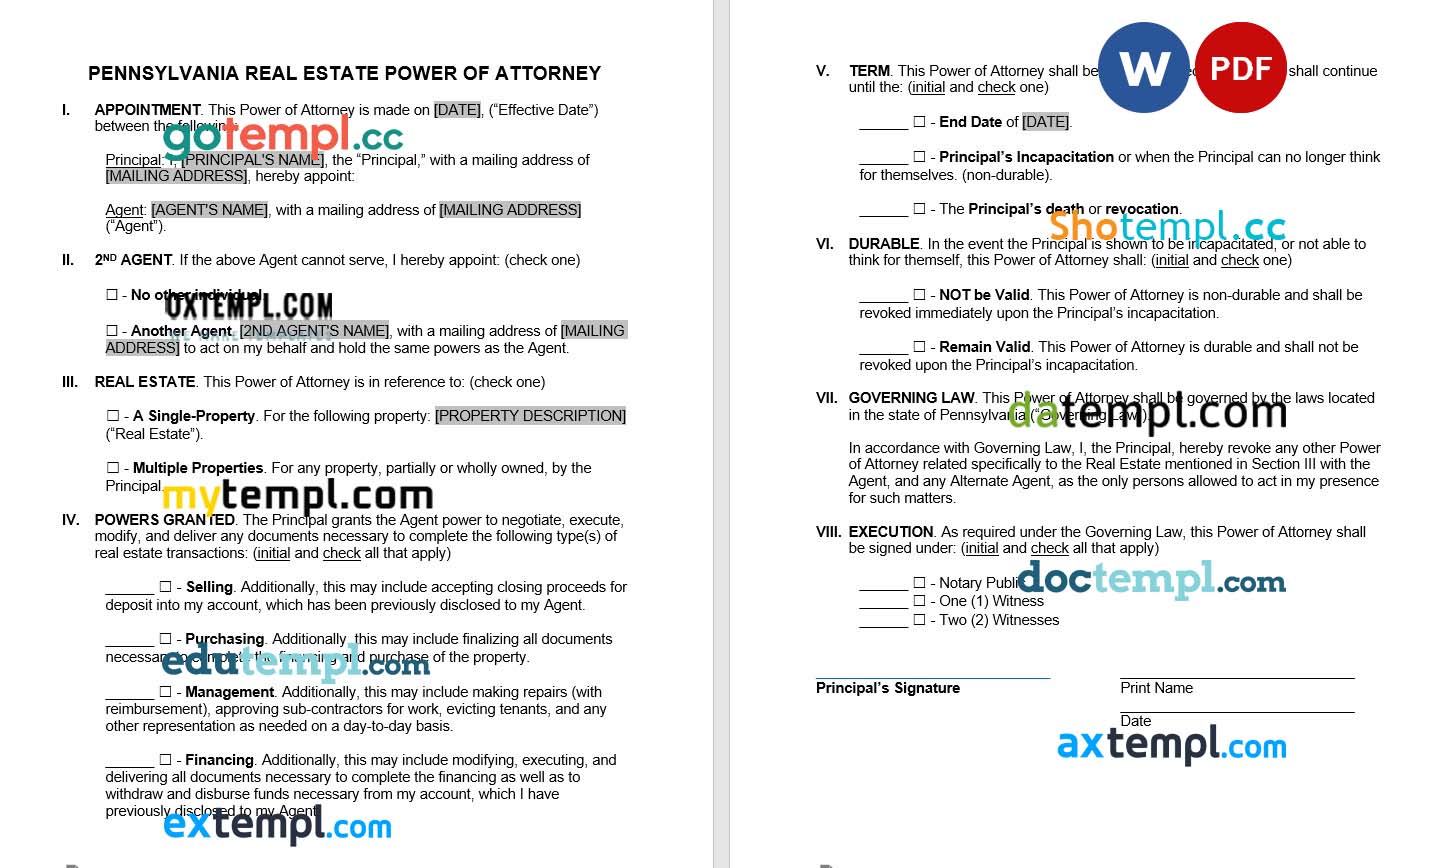 PENNSYLVANIA REAL ESTATE POWER OF ATTORNEY
I. APPOINTMENT. This Power of Attorney is made on [DATE], (“Effective Date”)
between the following:
gotempl.cc
Principal: I, [PRINCIPAL'S NAME], the “Principal,” with a mailing address of
[MAILING ADDRESS], hereby appoint:
Agent: [AGENT'S NAME], with a mailing address of [MAILING ADDRESS]
(“Agent”).
II. 2ND AGENT. If the above Agent cannot serve, I hereby appoint: (check one)
☐ - No other individual.
OXTEMPL.COM
WE MAKE TEMPLATES
☐ - Another Agent. [2ND AGENT'S NAME], with a mailing address of [MAILING
ADDRESS] to act on my behalf and hold the same powers as the Agent.
III. REAL ESTATE. This Power of Attorney is in reference to: (check one)
☐ - A Single-Property. For the following property: [PROPERTY DESCRIPTION]
(“Real Estate”).
☐ - Multiple Properties. For any property, partially or wholly owned, by the
Principal.
mytempl.com
IV. POWERS GRANTED. The Principal grants the Agent power to negotiate, execute,
modify, and deliver any documents necessary to complete the following type(s) of
real estate transactions: (initial and check all that apply)
______ ☐ - Selling. Additionally, this may include accepting closing proceeds for
deposit into my account, which has been previously disclosed to my Agent.
______ ☐ - Purchasing. Additionally, this may include finalizing all documents
necessary to complete the financing and purchase of the property.
edutempl.com
______ ☐ - Management. Additionally, this may include making repairs (with
reimbursement), approving sub-contractors for work, evicting tenants, and any
other representation as needed on a day-to-day basis.
______ ☐ - Financing. Additionally, this may include modifying, executing, and
delivering all documents necessary to complete the financing as well as to
withdraw and disburse funds necessary from my account, which I have
previously disclosed to my Agent.
extempl.com
W PDF
V. TERM. This Power of Attorney shall be shall continue
until the: (initial and check one)
______ ☐ - End Date of [DATE].
______ ☐ - Principal’s Incapacitation or when the Principal can no longer think
for themselves. (non-durable).
______ ☐ - The Principal’s death or revocation.
Shotempl.cc
VI. DURABLE. In the event the Principal is shown to be incapacitated, or not able to
think for themself, this Power of Attorney shall: (initial and check one)
______ ☐ - NOT be Valid. This Power of Attorney is non-durable and shall be
revoked immediately upon the Principal’s incapacitation.
______ ☐ - Remain Valid. This Power of Attorney is durable and shall not be
revoked upon the Principal’s incapacitation.
VII. GOVERNING LAW. This Power of Attorney shall be governed by the laws located
in the state of Pennsylvania (“Governing Law”).
datempl.com
In accordance with Governing Law, I, the Principal, hereby revoke any other Power
of Attorney related specifically to the Real Estate mentioned in Section III with the
Agent, and any Alternate Agent, as the only persons allowed to act in my presence
for such matters.
VIII. EXECUTION. As required under the Governing Law, this Power of Attorney shall
be signed under: (initial and check all that apply)
______ ☐ - Notary Public
doctempl.com
______ ☐ - One (1) Witness
______ ☐ - Two (2) Witnesses
Principal’s Signature
Print Name
Date
axtempl.com